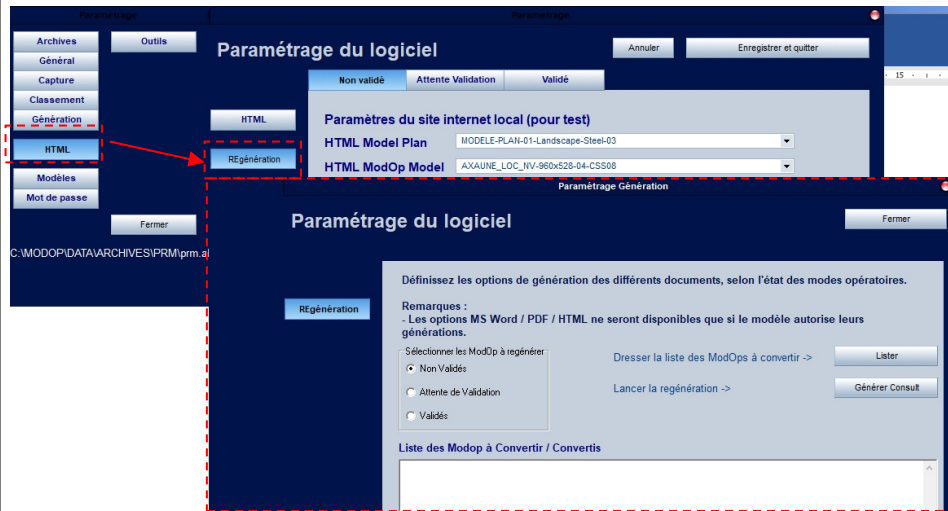 Paramétrage
Archives
Outils
Général
Capture
Classement
Génération
HTML
Modèles
Mot de passe
Fermer
C:\MODOP\DATA\ARCHIVES\PRM\prm.a
Paramétrage
Paramétrage du logiciel
Annuler
Enregistrer et quitter
Non validé
Attente Validation
Validé
HTML
REgénération
Paramètres du site internet local (pour test)
HTML Model Plan
MODELE-PLAN-01-Landscape-Steel-03
HTML ModOp Model
AXAUNE_LOC_NV-960x528-04-CSS08
15
Paramétrage Génération
Paramétrage du logiciel
Fermer
REgénération
Définissez les options de génération des différents documents, selon l'état des modes opératoires.
Remarques :
- Les options MS Word / PDF / HTML ne seront disponibles que si le modèle autorise leurs
générations.
Sélectionner les ModOp à regénérer
Non Validés
Attente de Validation
Validés
Dresser la liste des ModOps à convertir ->
Lister
Lancer la regénération ->
Générer Consult
Liste des Modop à Convertir / Convertis